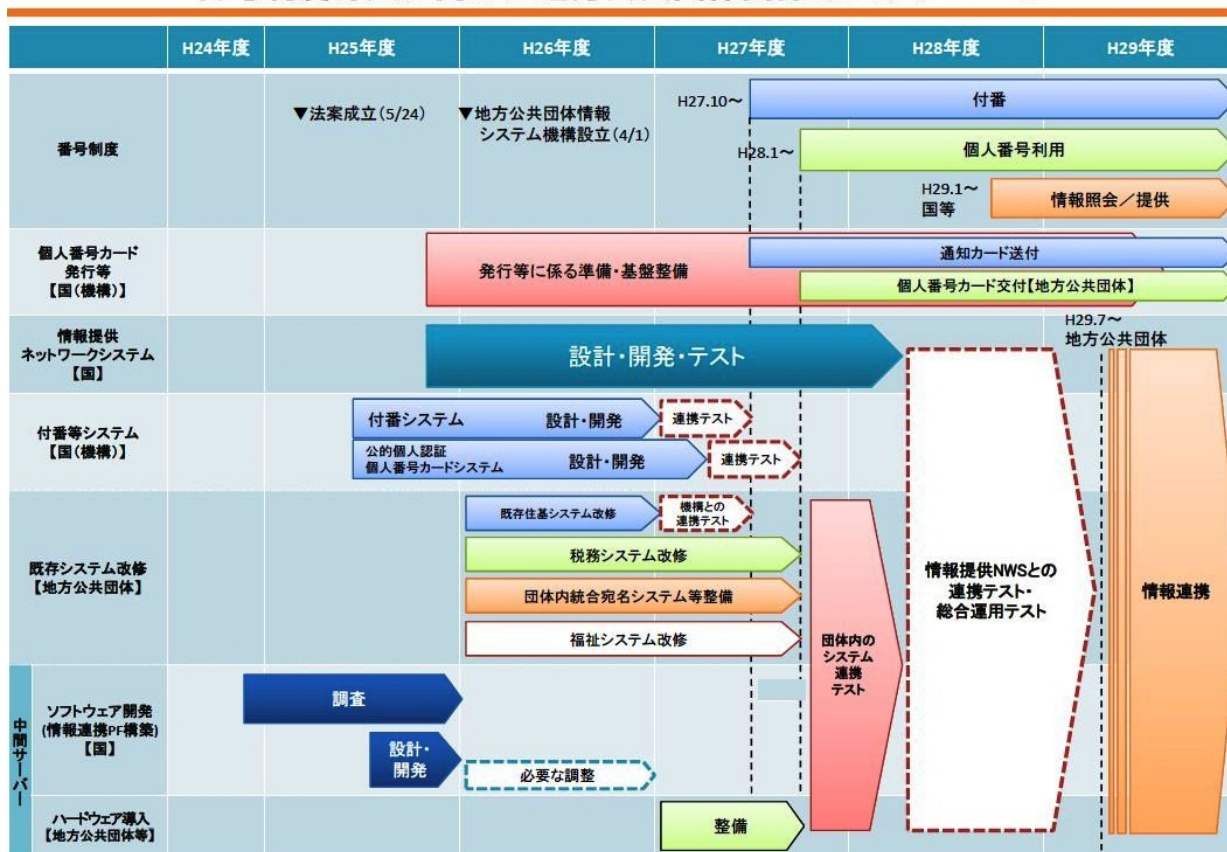 H24年度
H25年度
H26年度
H27年度
H28年度
H29年度
番号制度
▼法案成立(5/24)
▼地方公共団体情報
システム機構設立(4/1)
H27.10～
付番
H28.1～
個人番号利用
H29.1～
国等
情報照会／提供
個人番号カード
発行等
【国(機構)】
発行等に係る準備・基盤整備
通知カード送付
個人番号カード交付【地方公共団体】
情報提供
ネットワークシステム
【国】
設計・開発・テスト
H29.7～
地方公共団体
付番等システム
【国(機構)】
付番システム 設計・開発
連携テスト
公的個人認証
個人番号カードシステム 設計・開発
連携テスト
既存システム改修
【地方公共団体】
既存住基システム改修
機構との
連携テスト
税務システム改修
団体内統合宛名システム等整備
福祉システム改修
団体内の
システム
連携
テスト
情報提供NWSとの
連携テスト・
総合運用テスト
情報連携
中間サーバー
ソフトウェア開発
(情報連携PF構築)
【国】
調査
設計・
開発
必要な調整
ハードウェア導入
【地方公共団体等】
整備